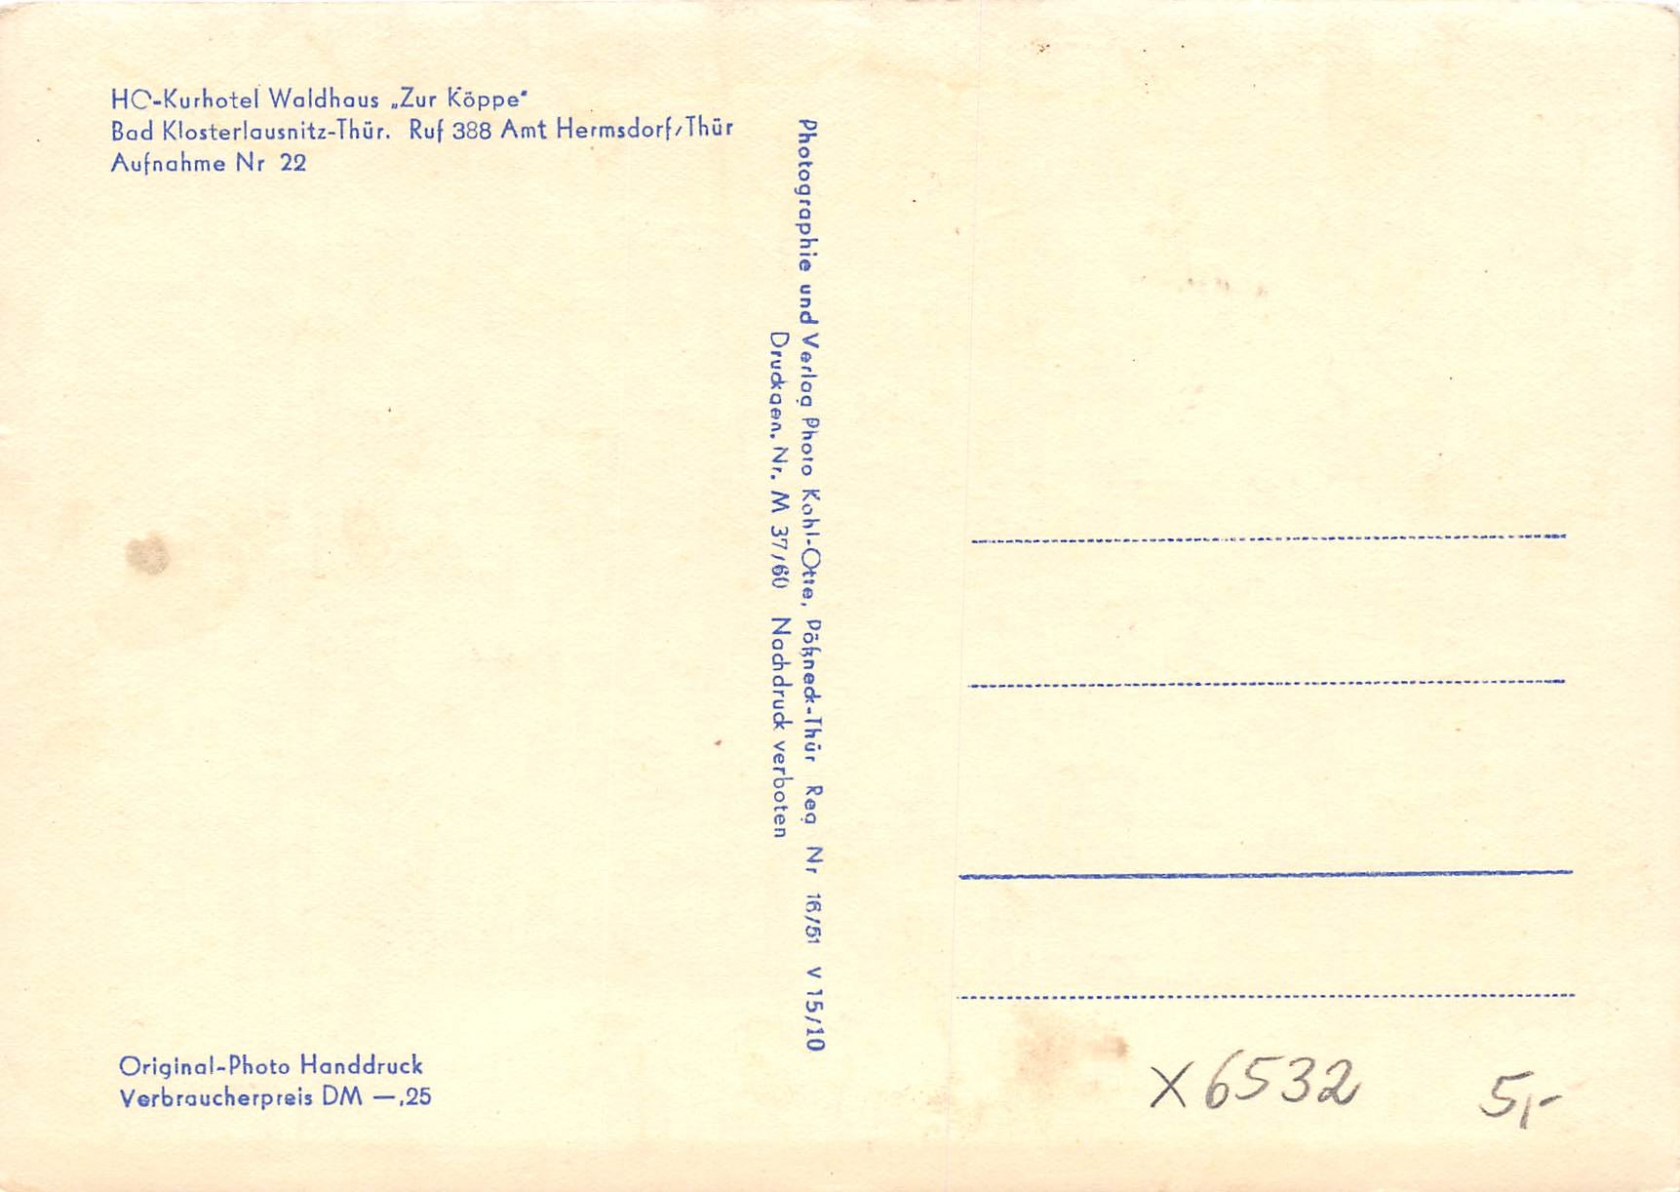 HO-Kurhotel Waldhaus „Zur Köppe"
Bad Klosterlausnitz-Thür. Ruf 388 Amt Hermsdorf/Thür
Aufnahme Nr 22
Photographie und Verlag Photo Kohl-Otte, Pößneck-Thür Reg Nr 16/51 V 15/10
Druckgen. Nr. M 37/60 Nachdruck verboten
Original-Photo Handdruck
Verbraucherpreis DM —,25
X6532 5,-